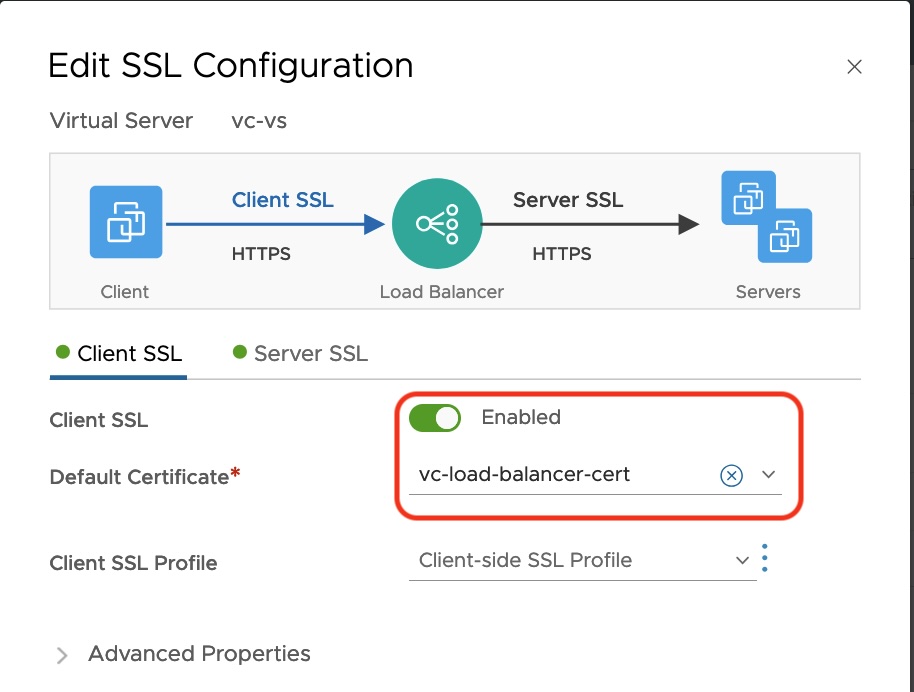 Edit SSL Configuration
Virtual Server vc-vs
Client SSL Server SSL
HTTPS HTTPS
Client Load Balancer Servers
Client SSL Server SSL
Client SSL Enabled
Default Certificate* vc-load-balancer-cert
Client SSL Profile Client-side SSL Profile
Advanced Properties